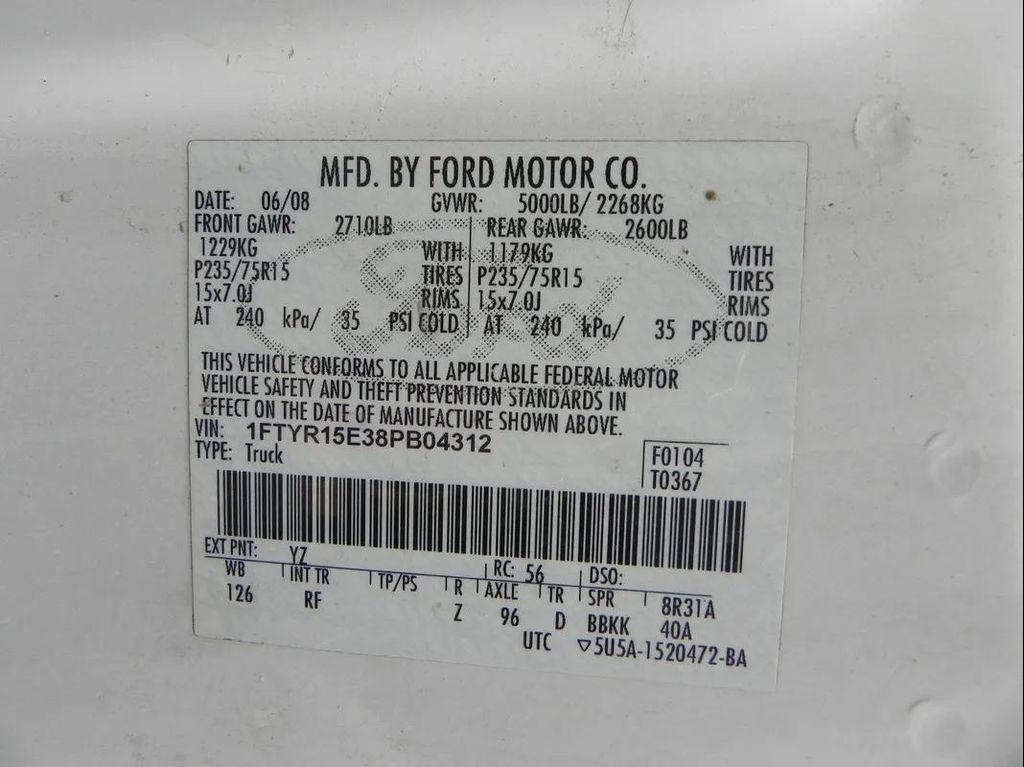 MFD. BY FORD MOTOR CO.
DATE: 06/08 GVWR: 5000LB/ 2268KG
FRONT GAWR: 2710LB REAR GAWR: 2600LB
1229KG WITH 1179KG WITH
P235/75R15 TIRES P235/75R15 TIRES
15x7.0J RIMS 15x7.0J RIMS
AT 240 kPa/ 35 PSI COLD AT 240 kPa/ 35 PSI COLD
Ford
THIS VEHICLE CONFORMS TO ALL APPLICABLE FEDERAL MOTOR
VEHICLE SAFETY AND THEFT PREVENTION STANDARDS IN
EFFECT ON THE DATE OF MANUFACTURE SHOWN ABOVE.
VIN: 1FTYR15E38PB04312
TYPE: Truck
F0104
T0367
EXT PNT: YZ RC: 56 DSO:
WB INT TR TP/PS R AXLE TR SPR 8R31A
126 RF Z 96 D BBKK 40A
UTC ▽5U5A-1520472-BA